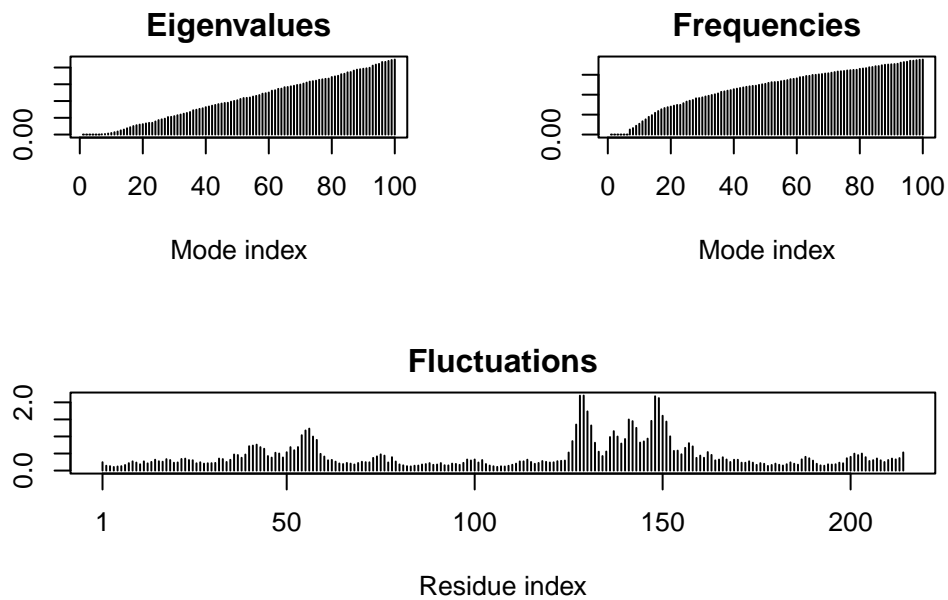 Eigenvalues
0.00
0 20 40 60 80 100
Mode index
Frequencies
0.00
0 20 40 60 80 100
Mode index
Fluctuations
2.0
0.0
1 50 100 150 200
Residue index